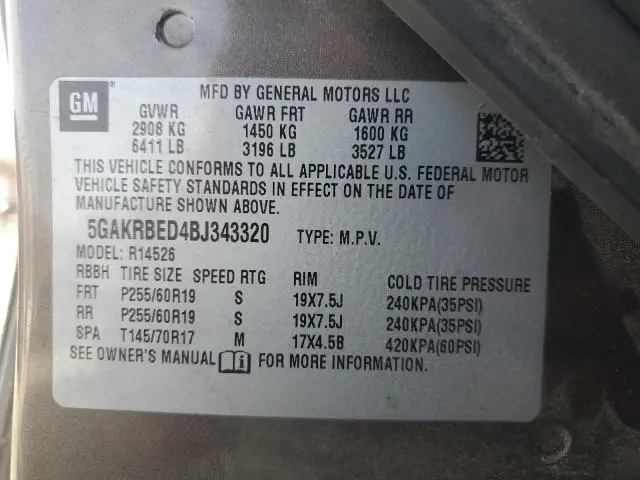 GM
MFD BY GENERAL MOTORS LLC
GVWR GAWR FRT GAWR RR
2908 KG 1450 KG 1600 KG
6411 LB 3196 LB 3527 LB
THIS VEHICLE CONFORMS TO ALL APPLICABLE U.S. FEDERAL MOTOR
VEHICLE SAFETY STANDARDS IN EFFECT ON THE DATE OF
MANUFACTURE SHOWN ABOVE.
5GAKRBED4BJ343320 TYPE: M.P.V.
MODEL: R14526
RBBH TIRE SIZE SPEED RTG RIM COLD TIRE PRESSURE
FRT P255/60R19 S 19X7.5J 240KPA(35PSI)
RR P255/60R19 S 19X7.5J 240KPA(35PSI)
SPA T145/70R17 M 17X4.5B 420KPA(60PSI)
SEE OWNER'S MANUAL FOR MORE INFORMATION.